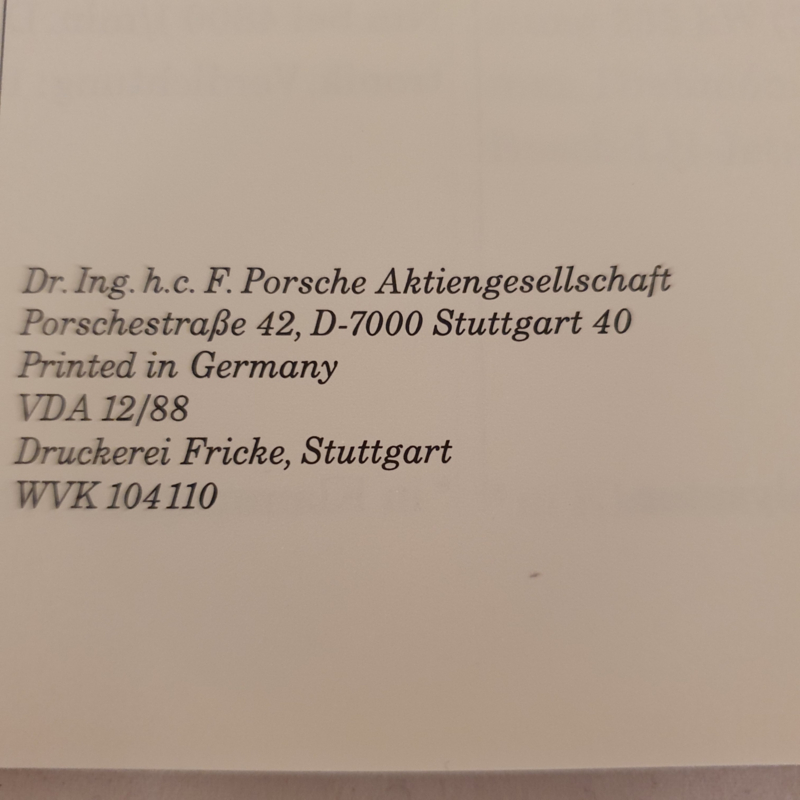 Dr. Ing. h.c. F. Porsche Aktiengesellschaft
Porschestraße 42, D-7000 Stuttgart 40
Printed in Germany
VDA 12/88
Druckerei Fricke, Stuttgart
WVK 104 110